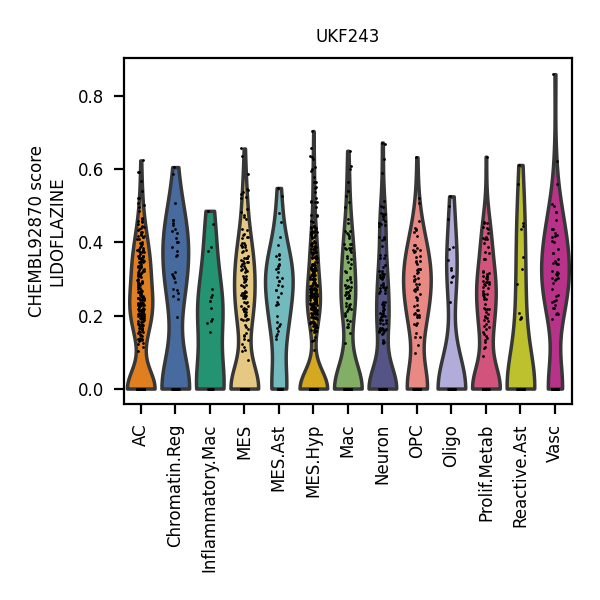 UKF243
CHEMBL92870 score
LIDOFLAZINE
0.8
0.6
0.4
0.2
0.0
AC
Chromatin.Reg
Inflammatory.Mac
MES
MES.Ast
MES.Hyp
Mac
Neuron
OPC
Oligo
Prolif.Metab
Reactive.Ast
Vasc